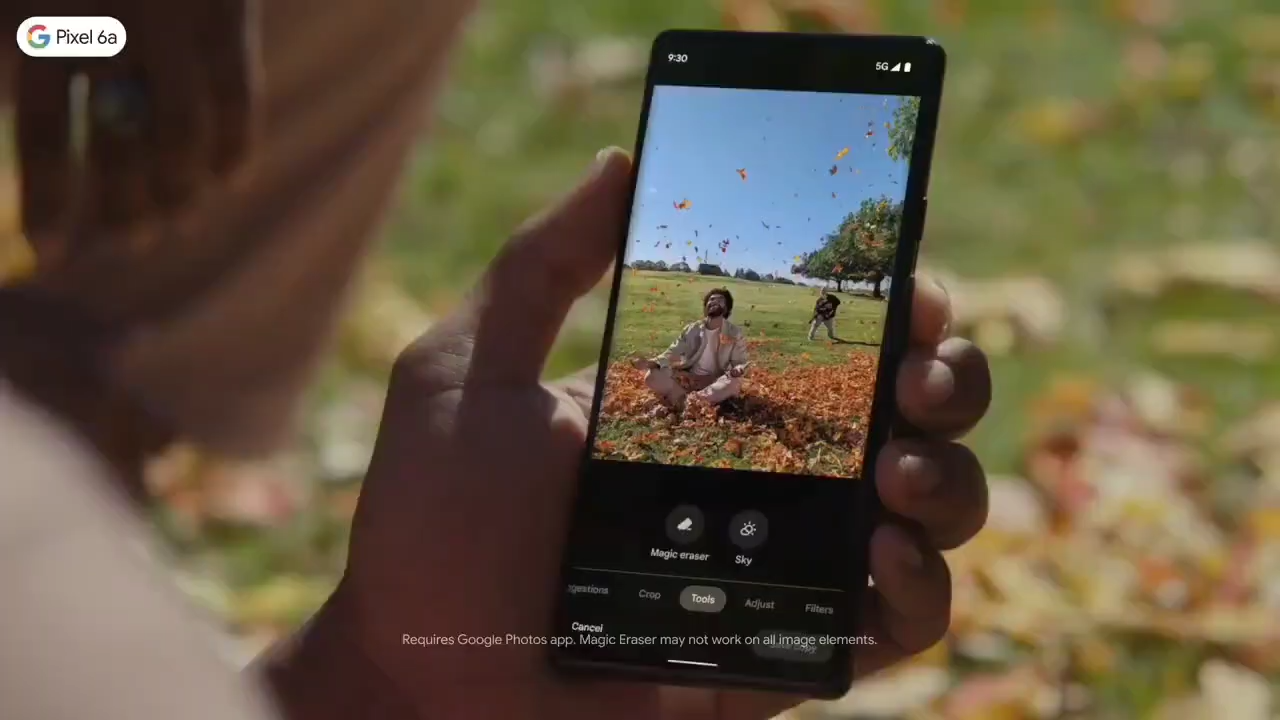 Pixel 6a
9:30
5G
Magic eraser
Sky
Crop
Tools
Adjust
Filters
Cancel
Requires Google Photos app. Magic Eraser may not work on all image elements.